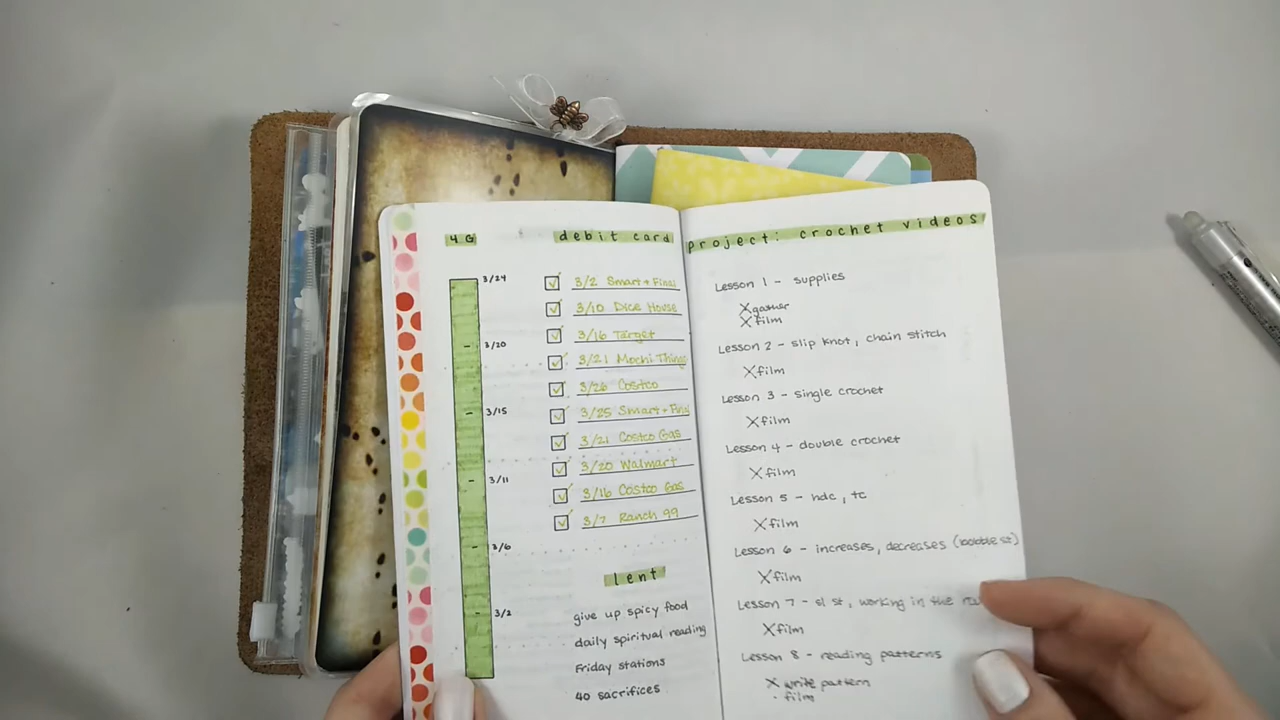 4G
3/24
3/20
3/15
3/11
3/6
3/2
debit card
3/2 Smart + Final
3/10 Dice House
3/16 Target
3/21 Mochi Things
3/26 Costco
3/25 Smart + Final
3/21 Costco Gas
3/20 Walmart
3/16 Costco Gas
3/7 Ranch 99
lent
give up spicy food
daily spiritual reading
Friday stations
40 sacrifices
project: crochet videos
Lesson 1 - supplies
X gather
X film
Lesson 2 - slip knot, chain stitch
X film
Lesson 3 - single crochet
X film
Lesson 4 - double crochet
X film
Lesson 5 - hdc, tc
X film
Lesson 6 - increases, decreases (bobble st)
X film
Lesson 7 - sl st, working in the
X film
Lesson 8 - reading patterns
X write pattern
· film